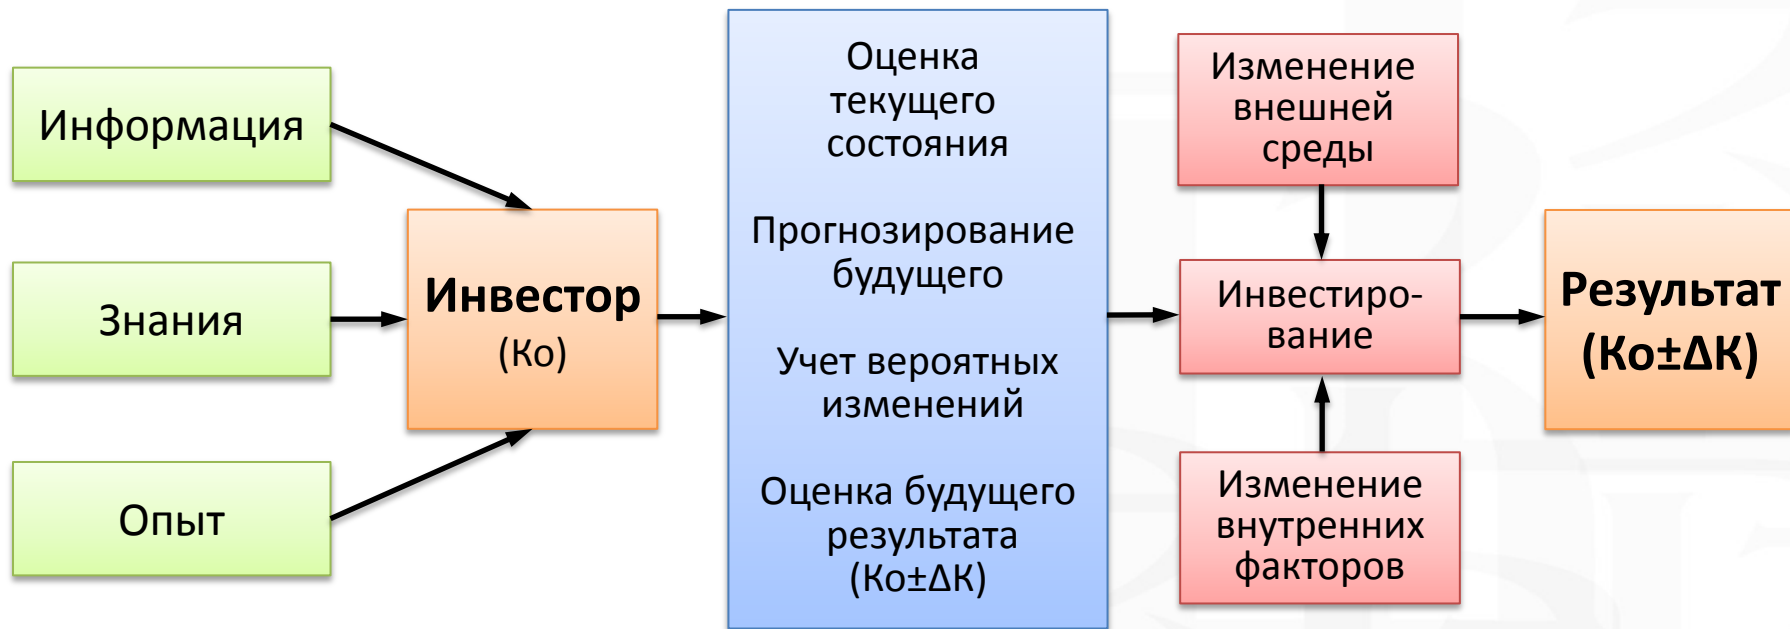 Информация
Знания
Опыт
Инвестор
(Ко)
Оценка
текущего
состояния
Прогнозирование
будущего
Учет вероятных
изменений
Оценка будущего
результата
(Ко±ΔК)
Изменение
внешней
среды
Инвестиро-
вание
Изменение
внутренних
факторов
Результат
(Ко±ΔК)